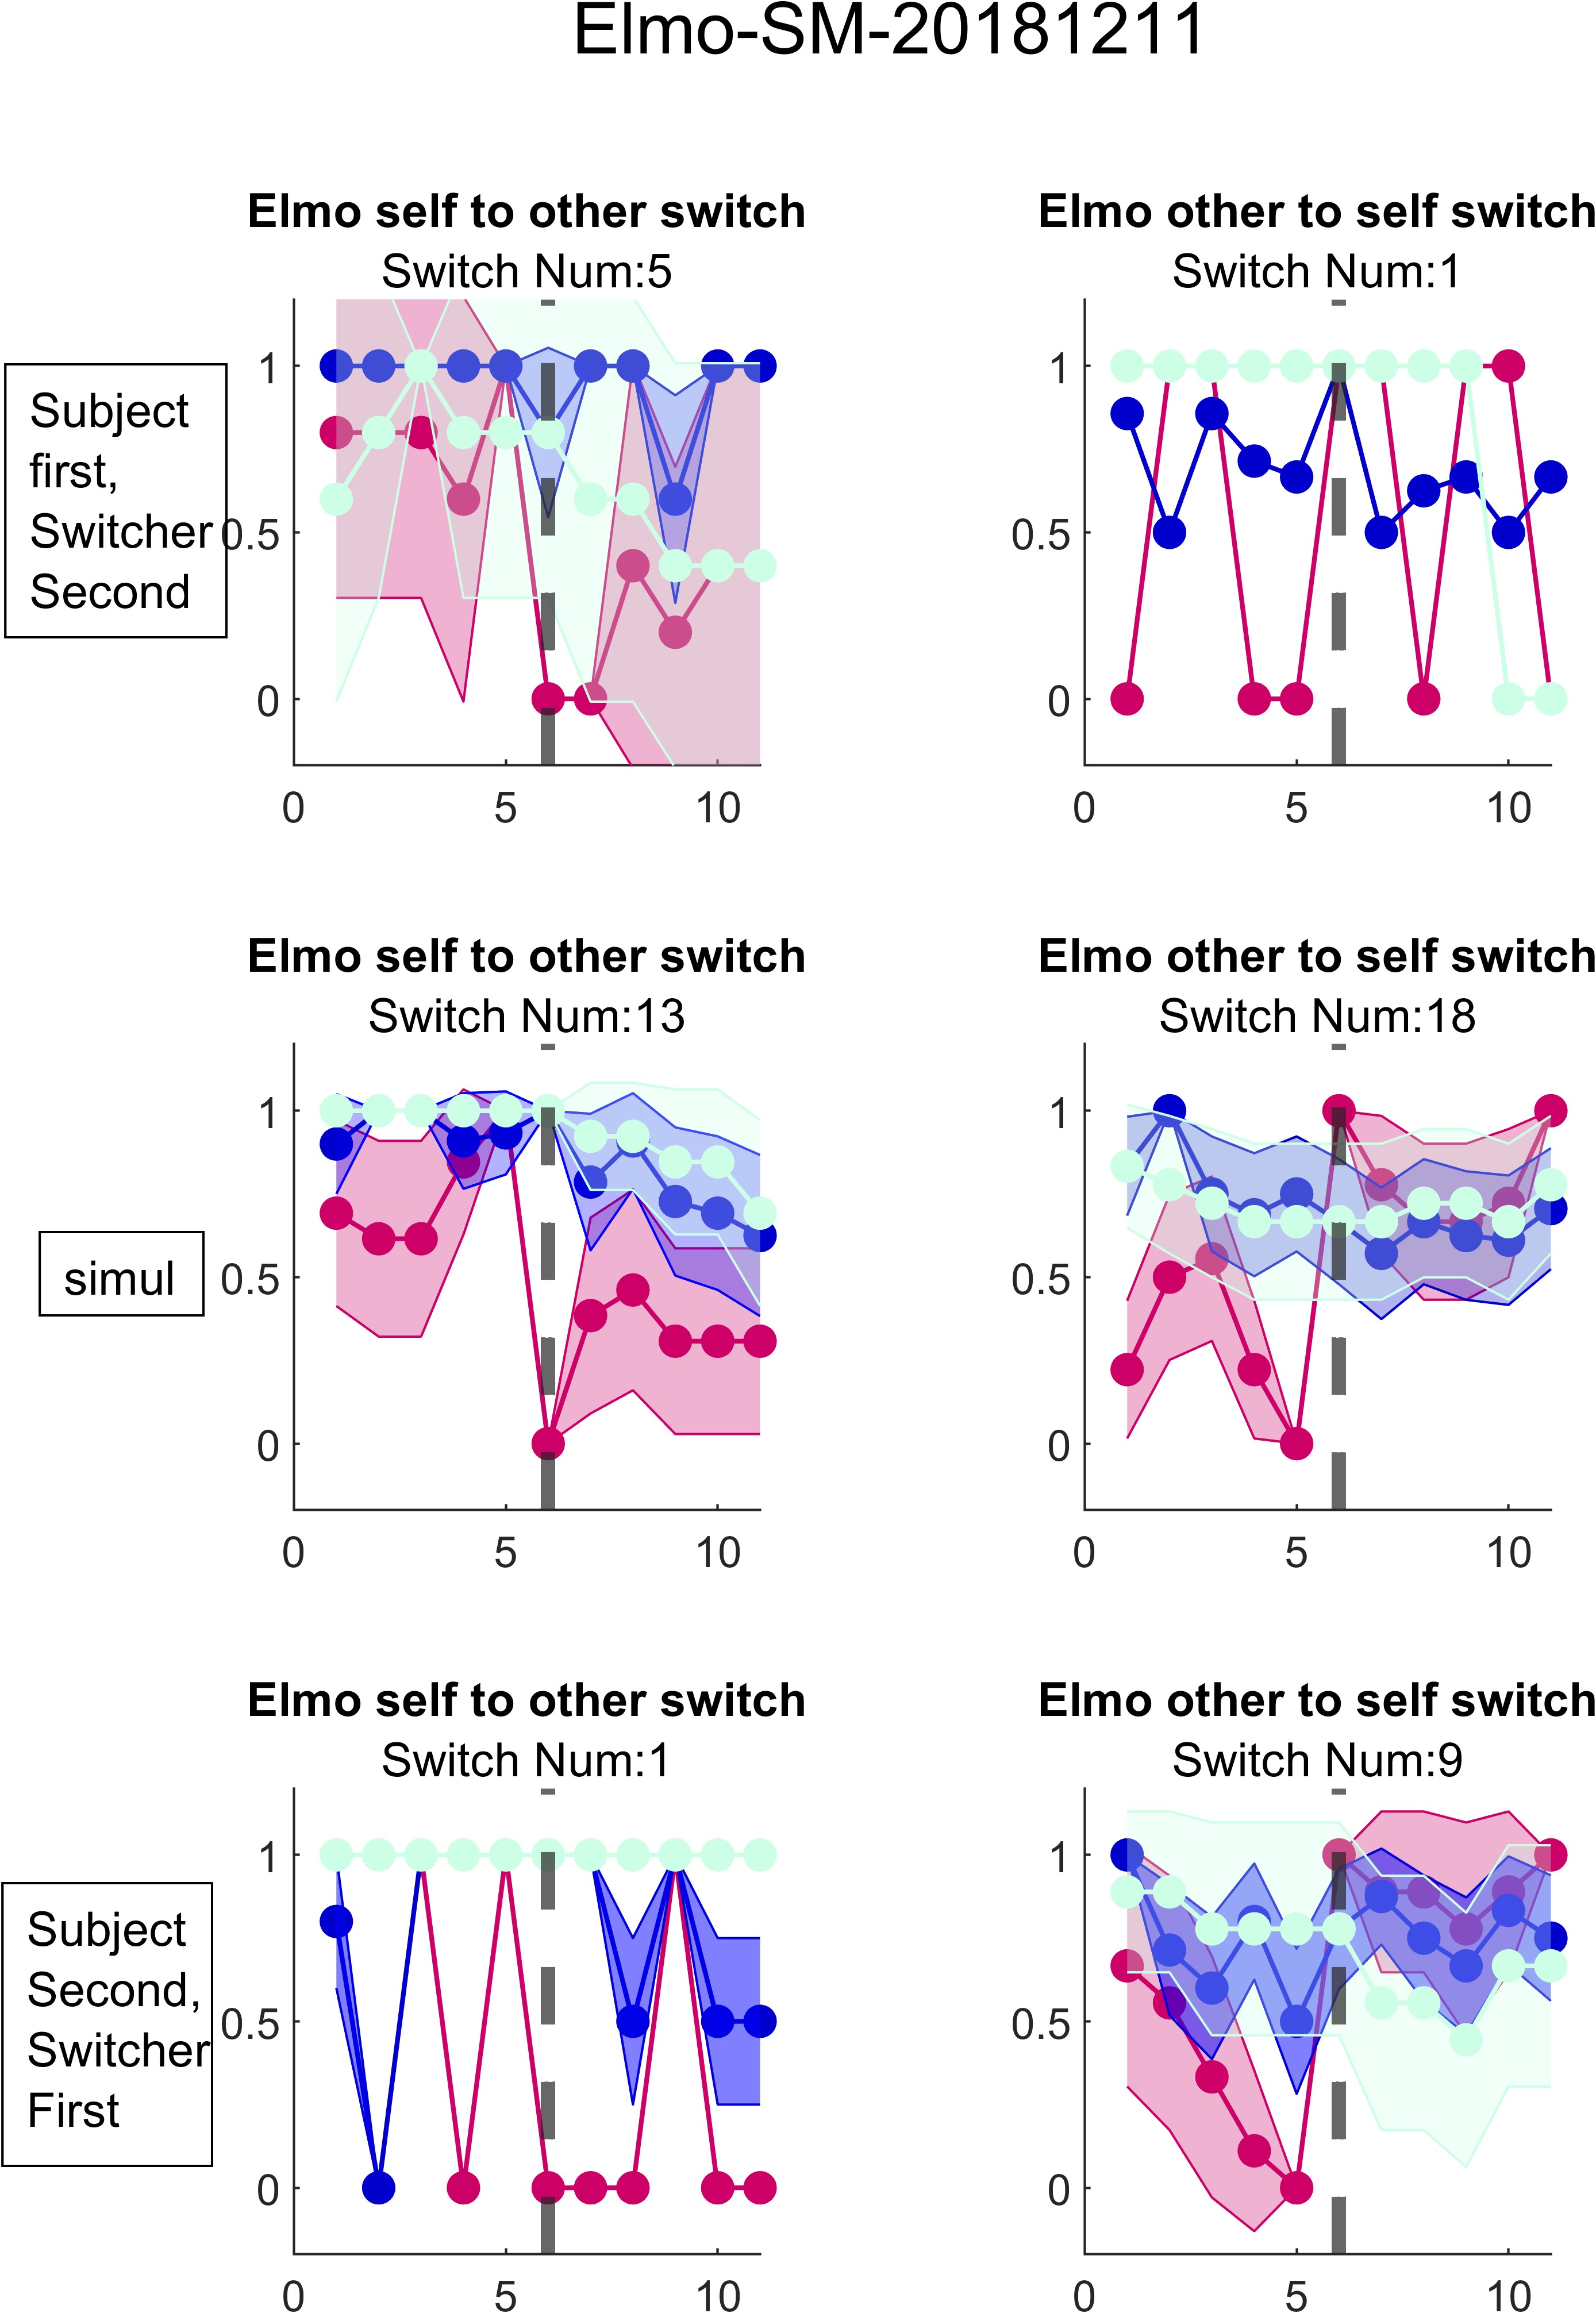 Elmo-SM-20181211
Elmo self to other switch
Switch Num:5
Elmo other to self switch
Switch Num:1
Subject
first,
Switcher
Second
1
0.5
0
0 5 10
1
0.5
0
0 5 10
Elmo self to other switch
Switch Num:13
Elmo other to self switch
Switch Num:18
simul
1
0.5
0
0 5 10
1
0.5
0
0 5 10
Elmo self to other switch
Switch Num:1
Elmo other to self switch
Switch Num:9
Subject
Second,
Switcher
First
1
0.5
0
0 5 10
1
0.5
0
0 5 10